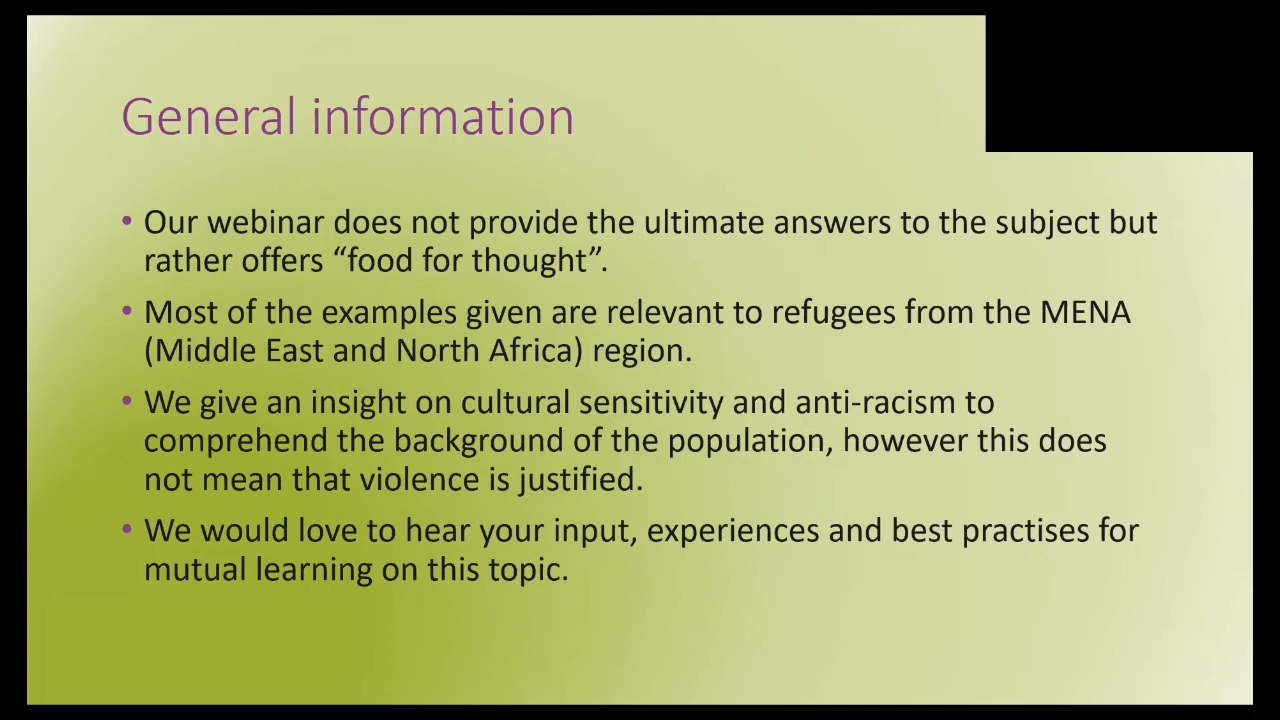 General information
• Our webinar does not provide the ultimate answers to the subject but
rather offers “food for thought”.
• Most of the examples given are relevant to refugees from the MENA
(Middle East and North Africa) region.
• We give an insight on cultural sensitivity and anti-racism to
comprehend the background of the population, however this does
not mean that violence is justified.
• We would love to hear your input, experiences and best practises for
mutual learning on this topic.